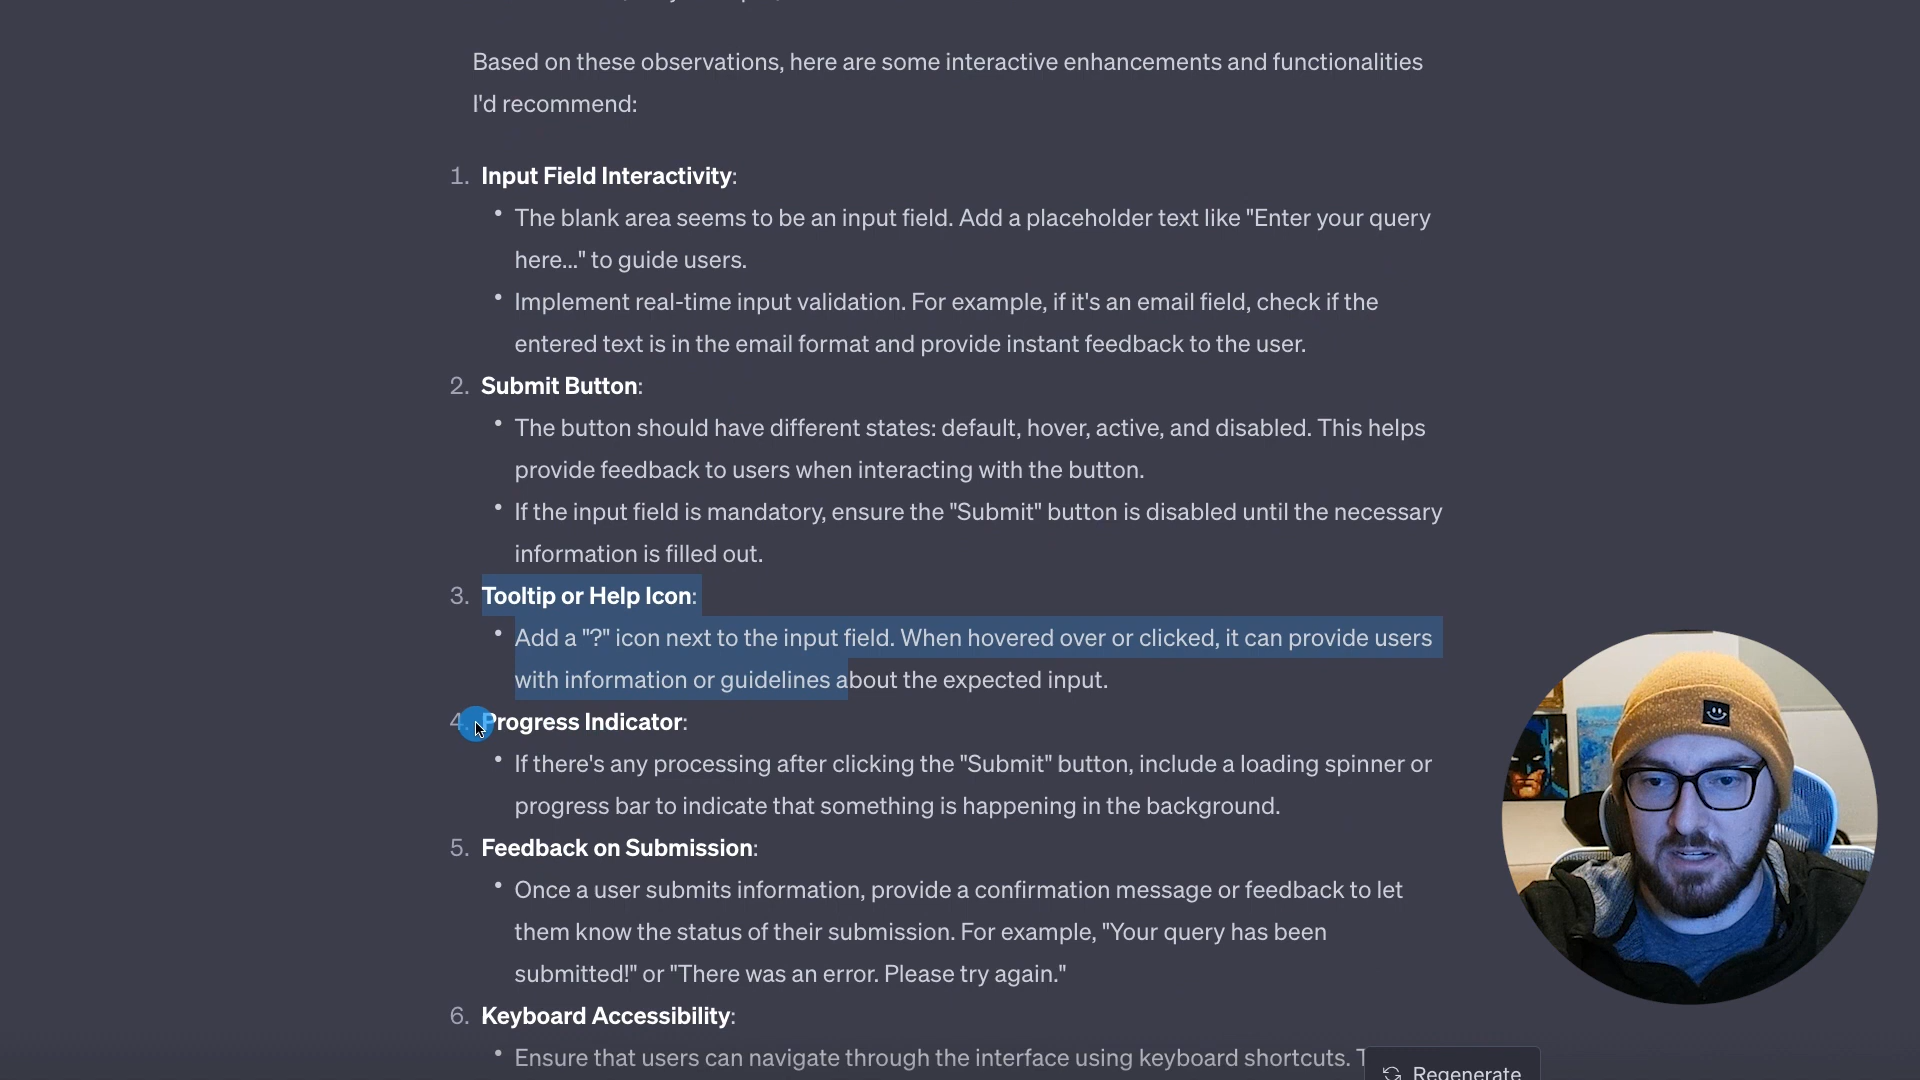 Based on these observations, here are some interactive enhancements and functionalities
I'd recommend:
1. Input Field Interactivity:
• The blank area seems to be an input field. Add a placeholder text like "Enter your query
here..." to guide users.
• Implement real-time input validation. For example, if it's an email field, check if the
entered text is in the email format and provide instant feedback to the user.
2. Submit Button:
• The button should have different states: default, hover, active, and disabled. This helps
provide feedback to users when interacting with the button.
• If the input field is mandatory, ensure the "Submit" button is disabled until the necessary
information is filled out.
3. Tooltip or Help Icon:
• Add a "?" icon next to the input field. When hovered over or clicked, it can provide users
with information or guidelines about the expected input.
4. Progress Indicator:
• If there's any processing after clicking the "Submit" button, include a loading spinner or
progress bar to indicate that something is happening in the background.
5. Feedback on Submission:
• Once a user submits information, provide a confirmation message or feedback to let
them know the status of their submission. For example, "Your query has been
submitted!" or "There was an error. Please try again."
6. Keyboard Accessibility:
• Ensure that users can navigate through the interface using keyboard shortcuts.
Regenerate